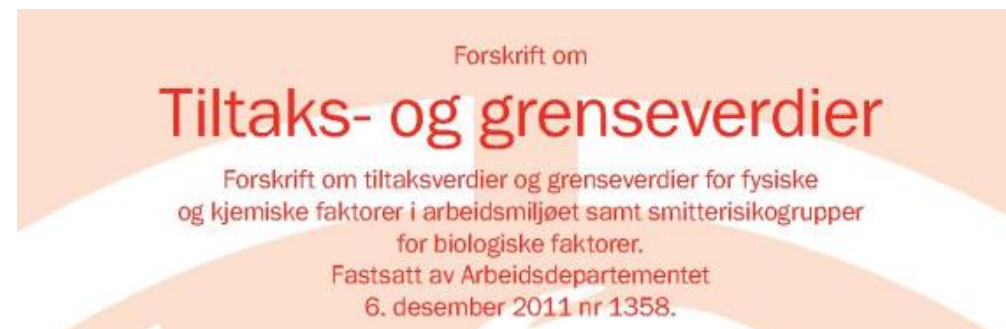 Forskrift om
Tiltaks- og grenseverdier
Forskrift om tiltaksverdier og grenseverdier for fysiske
og kjemiske faktorer i arbeidsmiljøet samt smitterisikogrupper
for biologiske faktorer.
Fastsatt av Arbeidsdepartementet
6. desember 2011 nr 1358.